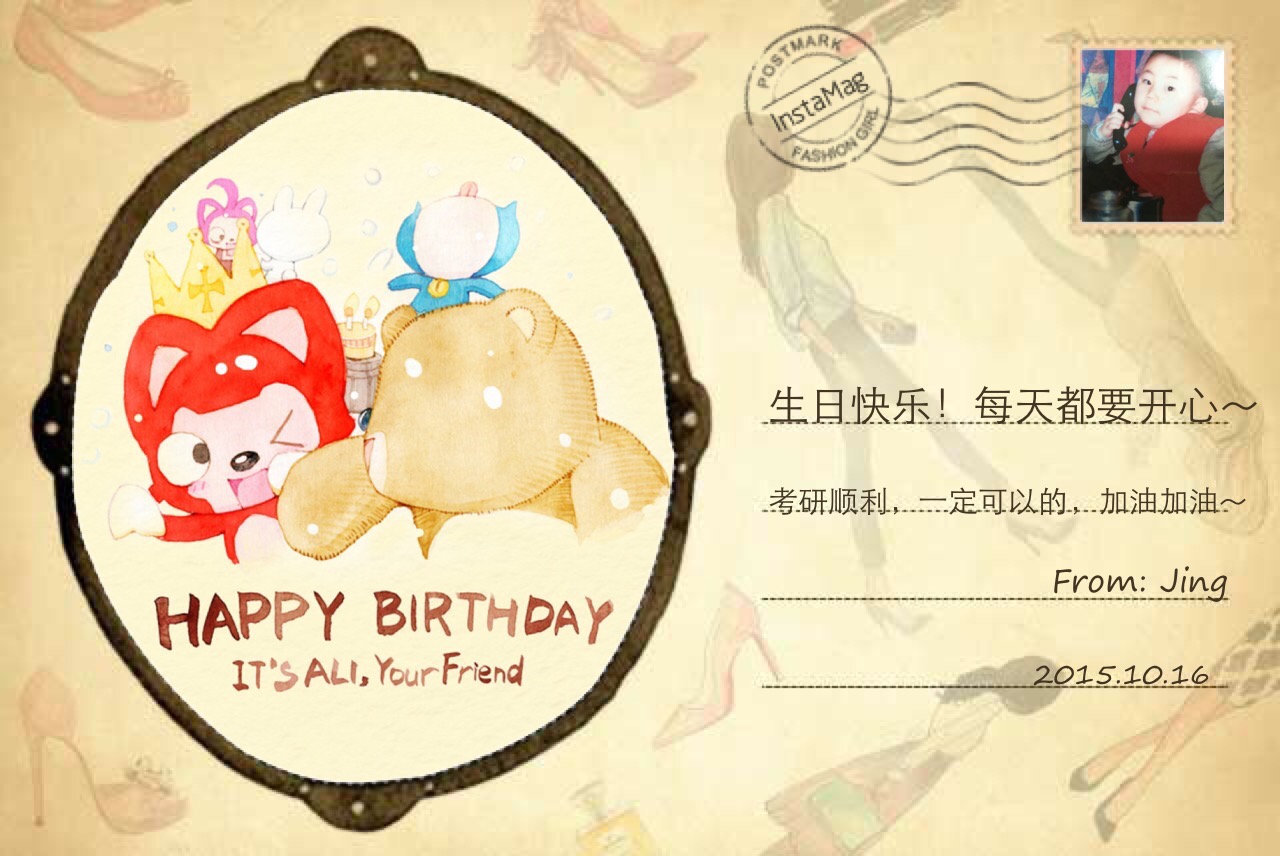 HAPPY BIRTHDAY
IT'S ALI, Your Friend
POSTMARK
InstaMag
FASHION GIRL
生日快乐！每天都要开心～
考研顺利，一定可以的，加油加油～
From: Jing
2015.10.16